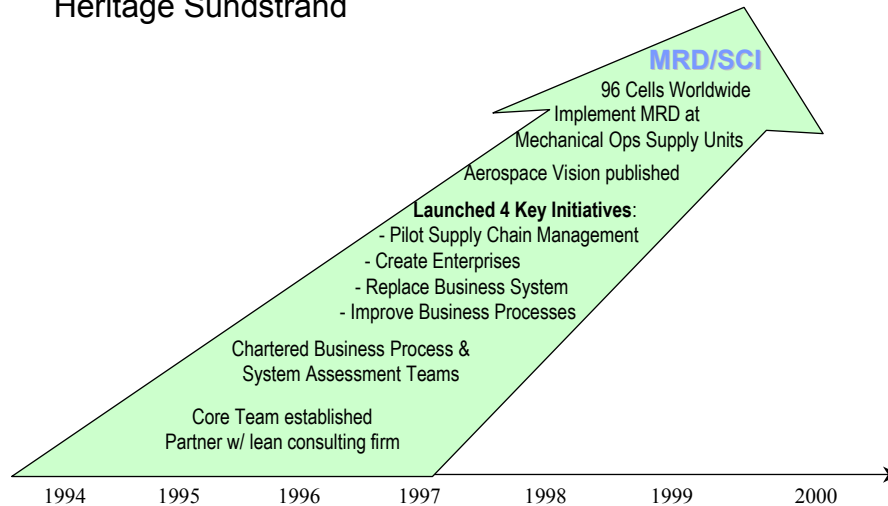 Heritage Sundstrand
MRD/SCI
96 Cells Worldwide
Implement MRD at
Mechanical Ops Supply Units
Aerospace Vision published
Launched 4 Key Initiatives:
- Pilot Supply Chain Management
- Create Enterprises
- Replace Business System
- Improve Business Processes
Chartered Business Process &
System Assessment Teams
Core Team established
Partner w/ lean consulting firm
1994 1995 1996 1997 1998 1999 2000